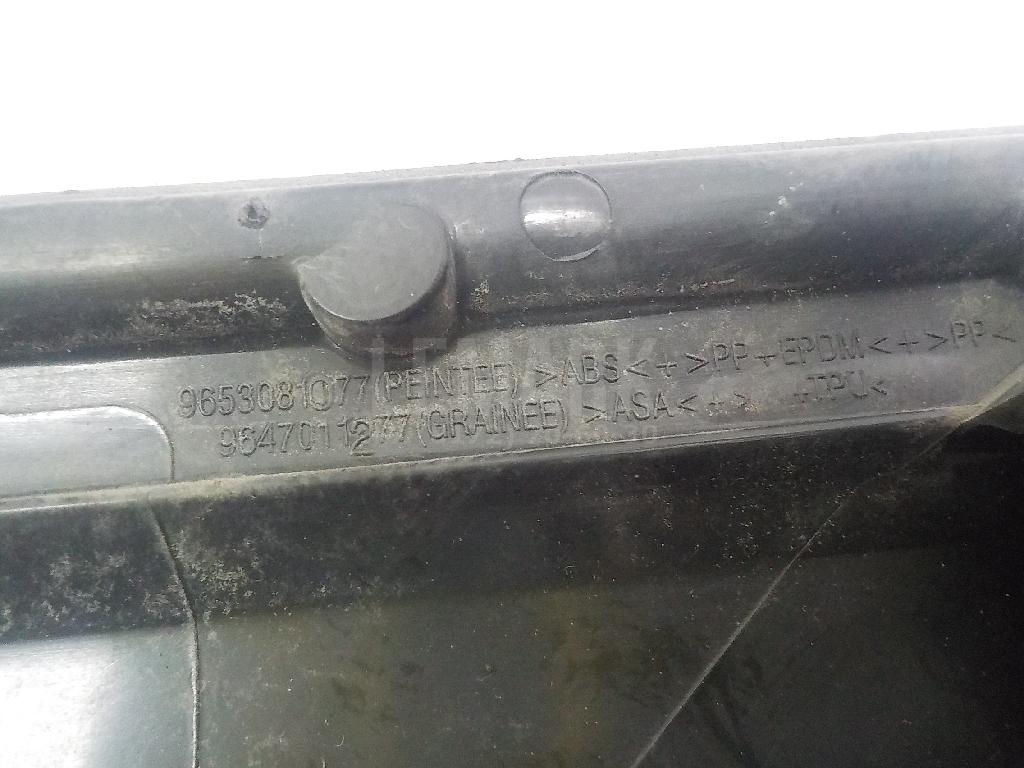 9653081077(PEINTEE) >ABS<+>PP+EPDM<+>PP<
9647011277(GRAINEE) >ASA<+> +TPU<